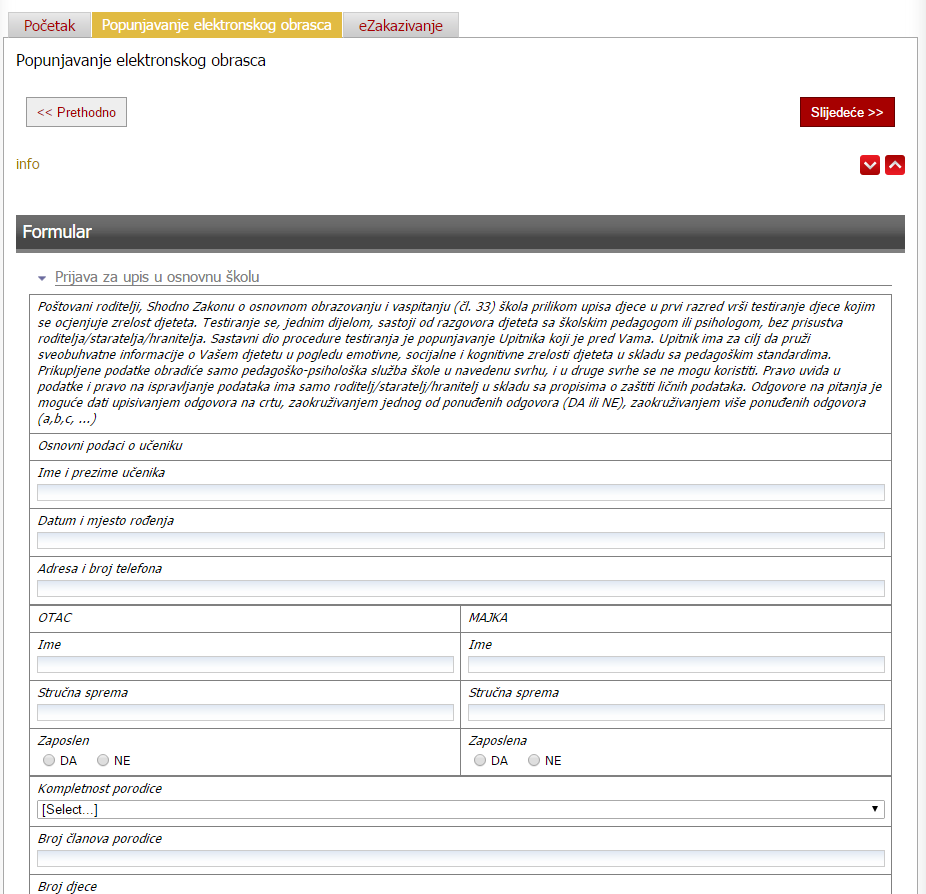 Početak Popunjavanje elektronskog obrasca eZakazivanje
Popunjavanje elektronskog obrasca
<< Prethodno Slijedeće >>
info
Formular
Prijava za upis u osnovnu školu
Poštovani roditelji, Shodno Zakonu o osnovnom obrazovanju i vaspitanju (čl. 33) škola prilikom upisa djece u prvi razred vrši testiranje djece kojim
se ocjenjuje zrelost djeteta. Testiranje se, jednim dijelom, sastoji od razgovora djeteta sa školskim pedagogom ili psihologom, bez prisustva
roditelja/staratelja/hranitelja. Sastavni dio procedure testiranja je popunjavanje Upitnika koji je pred Vama. Upitnik ima za cilj da pruži
sveobuhvatne informacije o Vašem djetetu u pogledu emotivne, socijalne i kognitivne zrelosti djeteta u skladu sa pedagoškim standardima.
Prikupljene podatke obradiće samo pedagoško-psihološka služba škole u navedenu svrhu, i u druge svrhe se ne mogu koristiti. Pravo uvida u
podatke i pravo na ispravljanje podataka ima samo roditelj/staratelj/hranitelj u skladu sa propisima o zaštiti ličnih podataka. Odgovore na pitanja je
moguće dati upisivanjem odgovora na crtu, zaokruživanjem jednog od ponuđenih odgovora (DA ili NE), zaokruživanjem više ponuđenih odgovora
(a,b,c, ...)
Osnovni podaci o učeniku
Ime i prezime učenika
Datum i mjesto rođenja
Adresa i broj telefona
OTAC MAJKA
Ime Ime
Stručna sprema Stručna sprema
Zaposlen Zaposlena
DA NE DA NE
Kompletnost porodice
[Select...]
Broj članova porodice
Broj djece